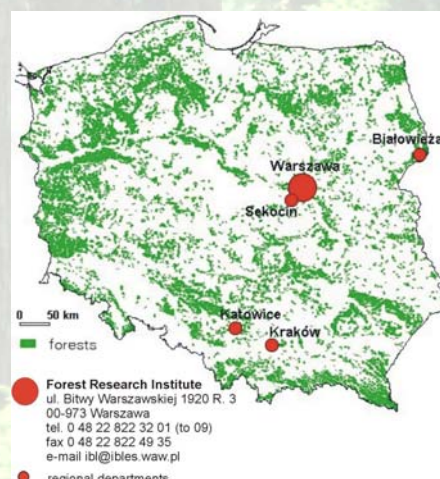 Białowieża
Warszawa
Sękocin
Katowice
Kraków
0 50 km
forests
Forest Research Institute
ul. Bitwy Warszawskiej 1920 R. 3
00-973 Warszawa
tel. 0 48 22 822 32 01 (to 09)
fax 0 48 22 822 49 35
e-mail ibl@ibles.waw.pl
regional departments